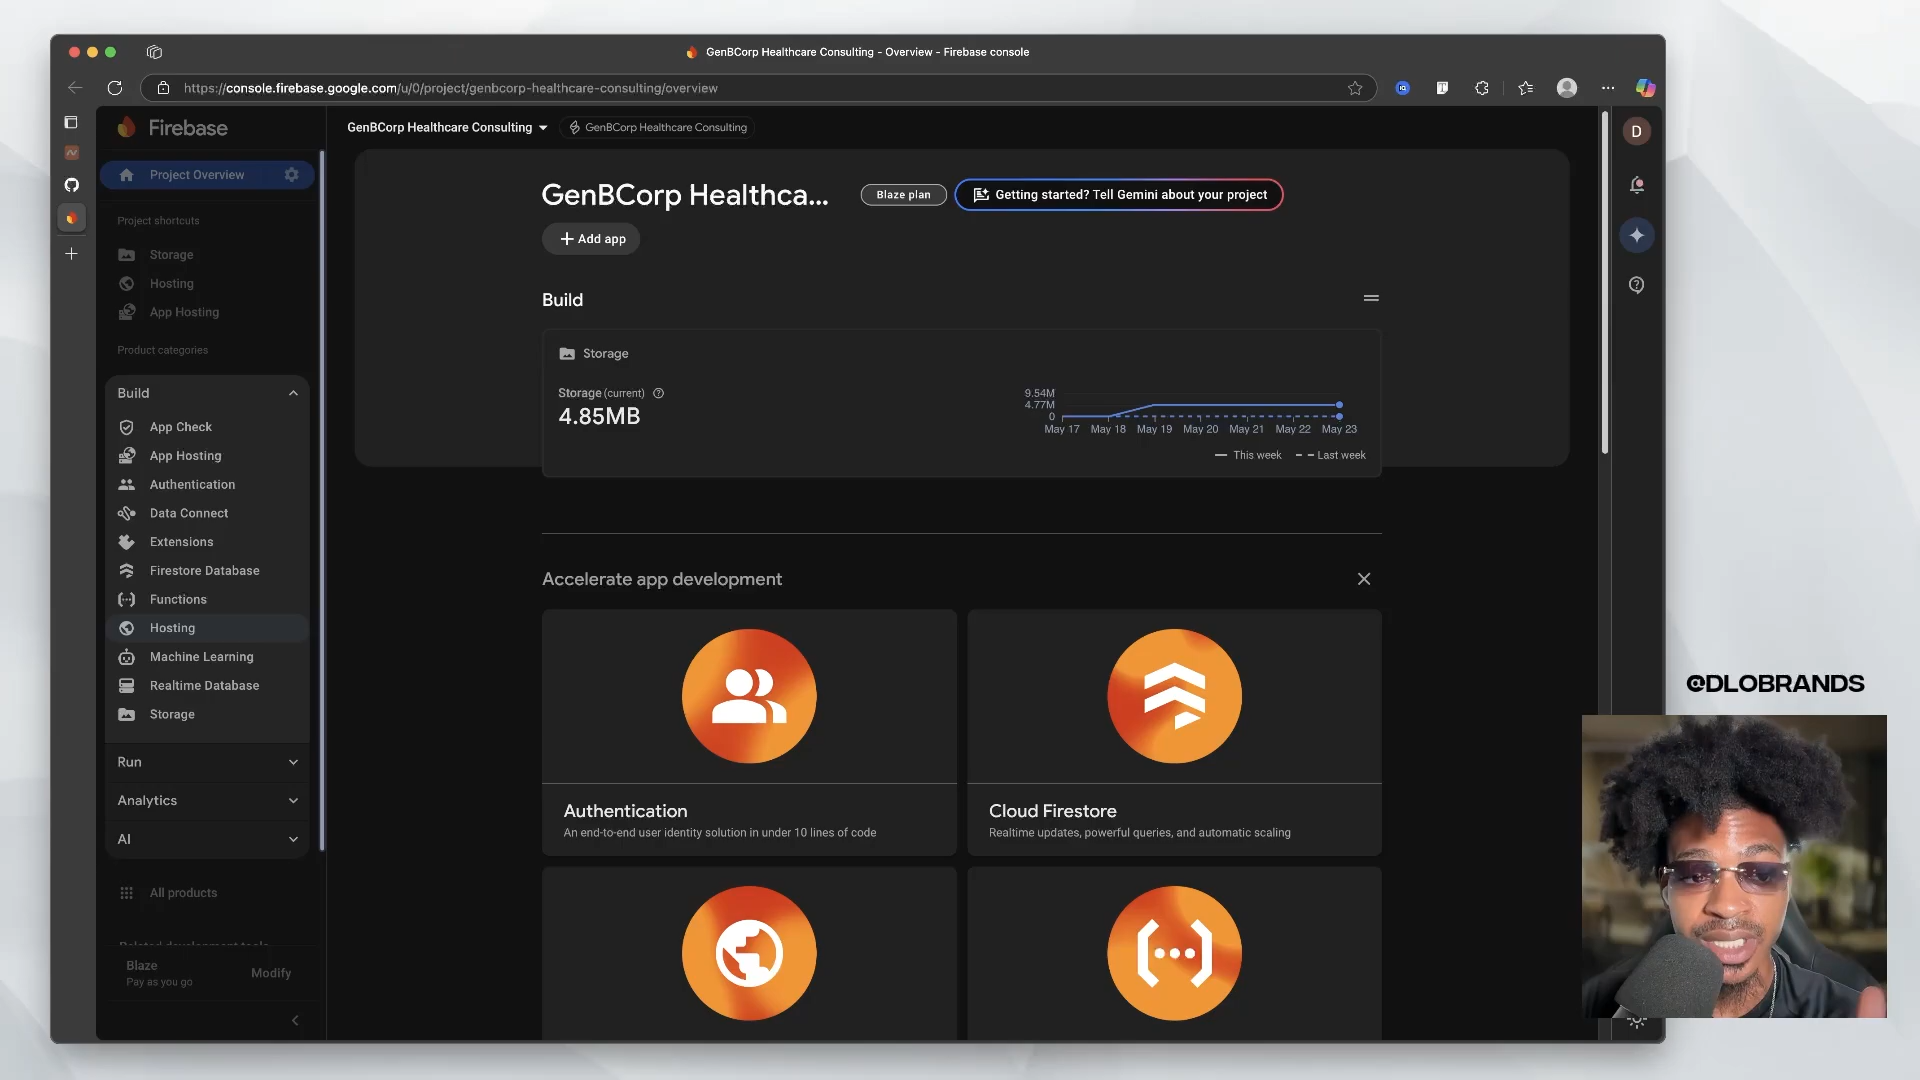 GenBCorp Healthcare Consulting - Overview - Firebase console
https://console.firebase.google.com/u/0/project/genbcorp-healthcare-consulting/overview
Firebase
Project Overview
Project shortcuts
Storage
Hosting
App Hosting
Product categories
Build
App Check
App Hosting
Authentication
Data Connect
Extensions
Firestore Database
Functions
Hosting
Machine Learning
Realtime Database
Storage
Run
Analytics
AI
All products
Related development tools
Blaze
Pay as you go
Modify
GenBCorp Healthcare Consulting
GenBCorp Healthcare Consulting
GenBCorp Healthca...
Blaze plan
Getting started? Tell Gemini about your project
Add app
Build
Storage
Storage (current)
4.85MB
9.54M
4.77M
0
May 17 May 18 May 19 May 20 May 21 May 22 May 23
This week
Last week
Accelerate app development
Authentication
An end-to-end user identity solution in under 10 lines of code
Cloud Firestore
Realtime updates, powerful queries, and automatic scaling
D
@DLOBRANDS